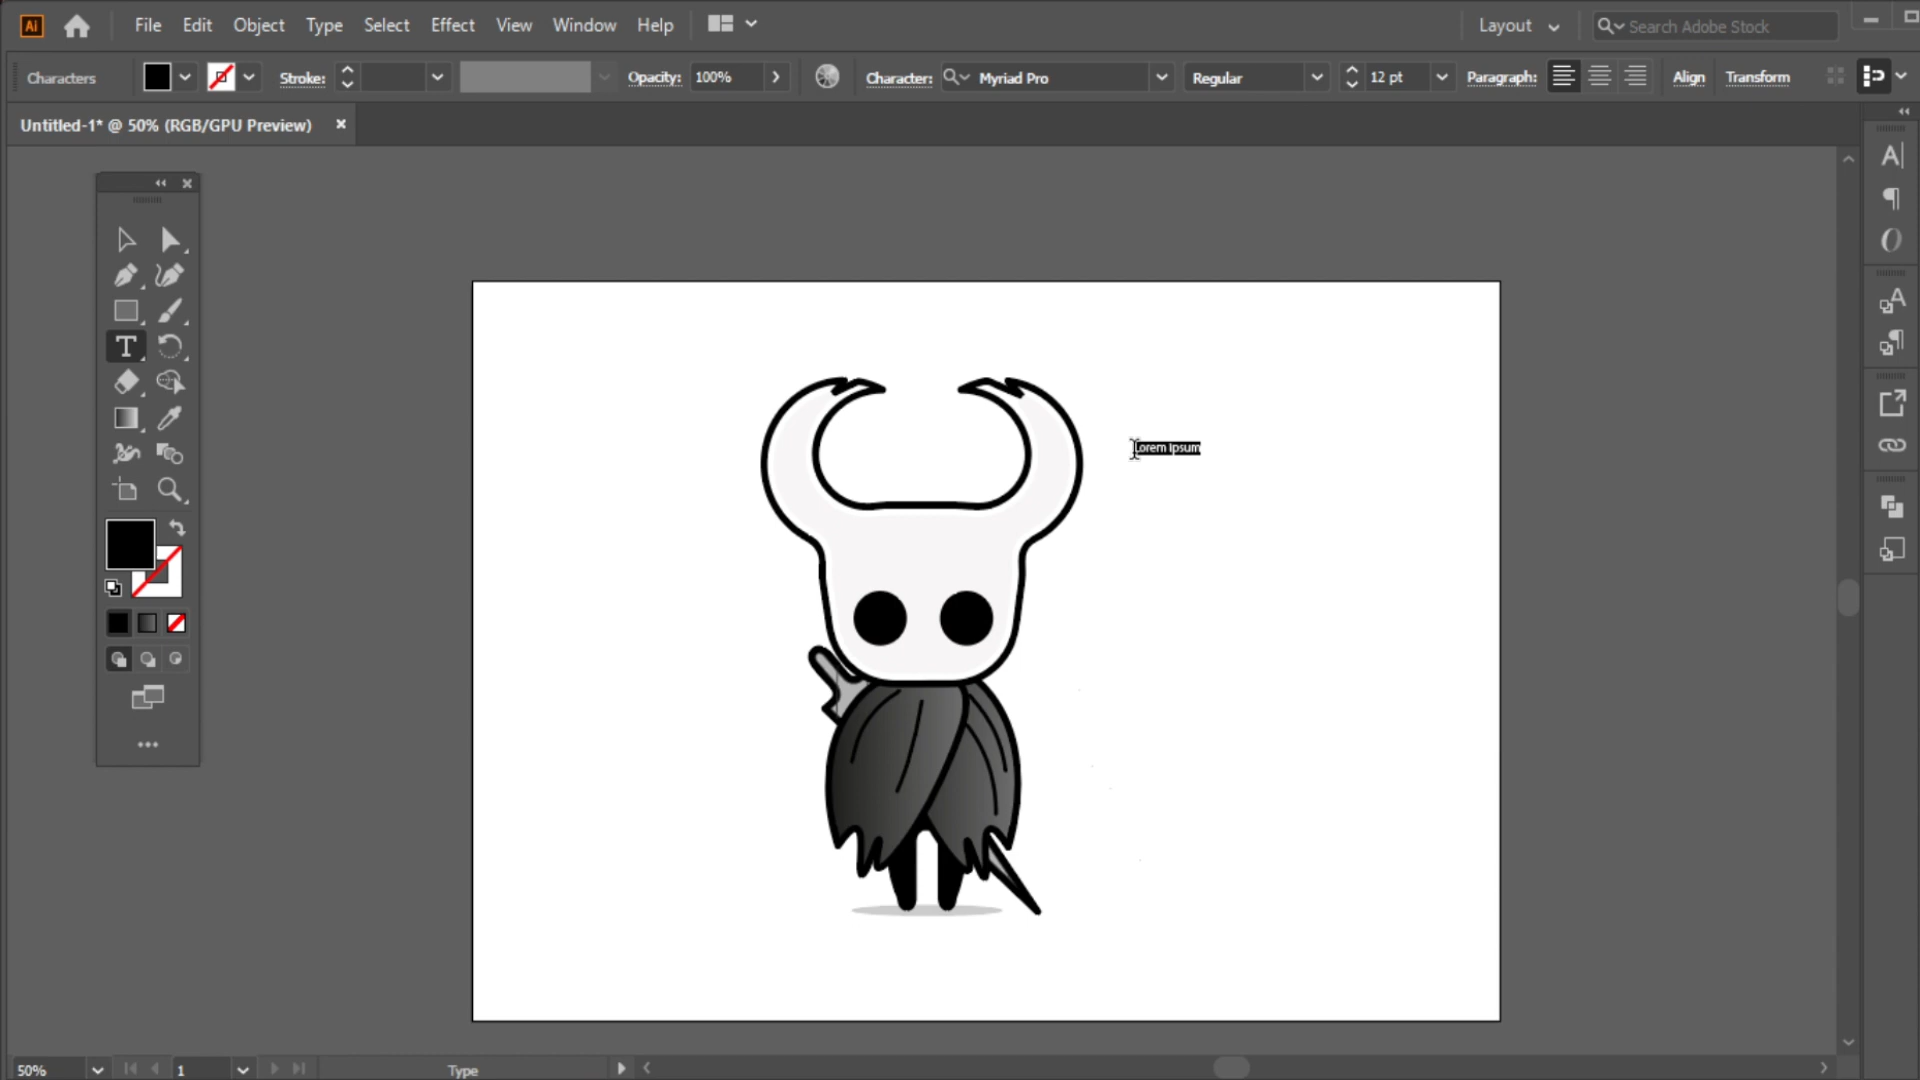 Ai File Edit Object Type Select Effect View Window Help Layout Search Adobe Stock
Characters Stroke: Opacity: 100% Character: Myriad Pro Regular 12 pt Paragraph: Align Transform
Untitled-1* @ 50% (RGB/GPU Preview)
Lorem ipsum
50% 1 Type